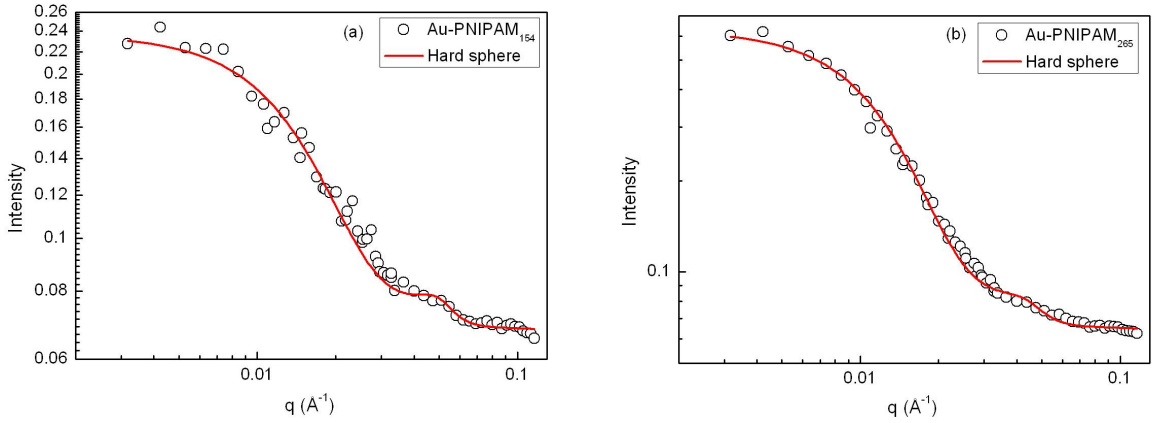 0.26
0.24
0.22
0.2
0.18
0.16
0.14
0.12
0.1
0.08
0.06
Intensity
(a)
Au-PNIPAM154
Hard sphere
0.01
0.1
q (Å-1)
0.1
Intensity
(b)
Au-PNIPAM265
Hard sphere
0.01
0.1
q (Å-1)